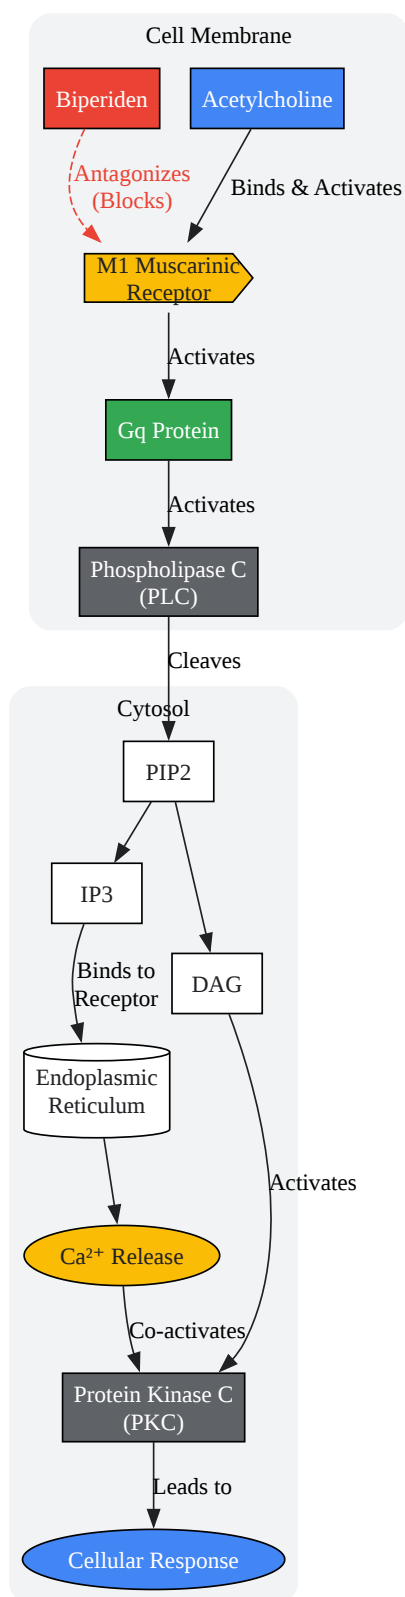 Cell Membrane
Biperiden
Acetylcholine
Antagonizes
(Blocks)
Binds & Activates
M1 Muscarinic
Receptor
Activates
Gq Protein
Activates
Phospholipase C
(PLC)
Cleaves
Cytosol
PIP2
IP3
Binds to
Receptor
DAG
Endoplasmic
Reticulum
Activates
Ca²⁺ Release
Co-activates
Protein Kinase C
(PKC)
Leads to
Cellular Response